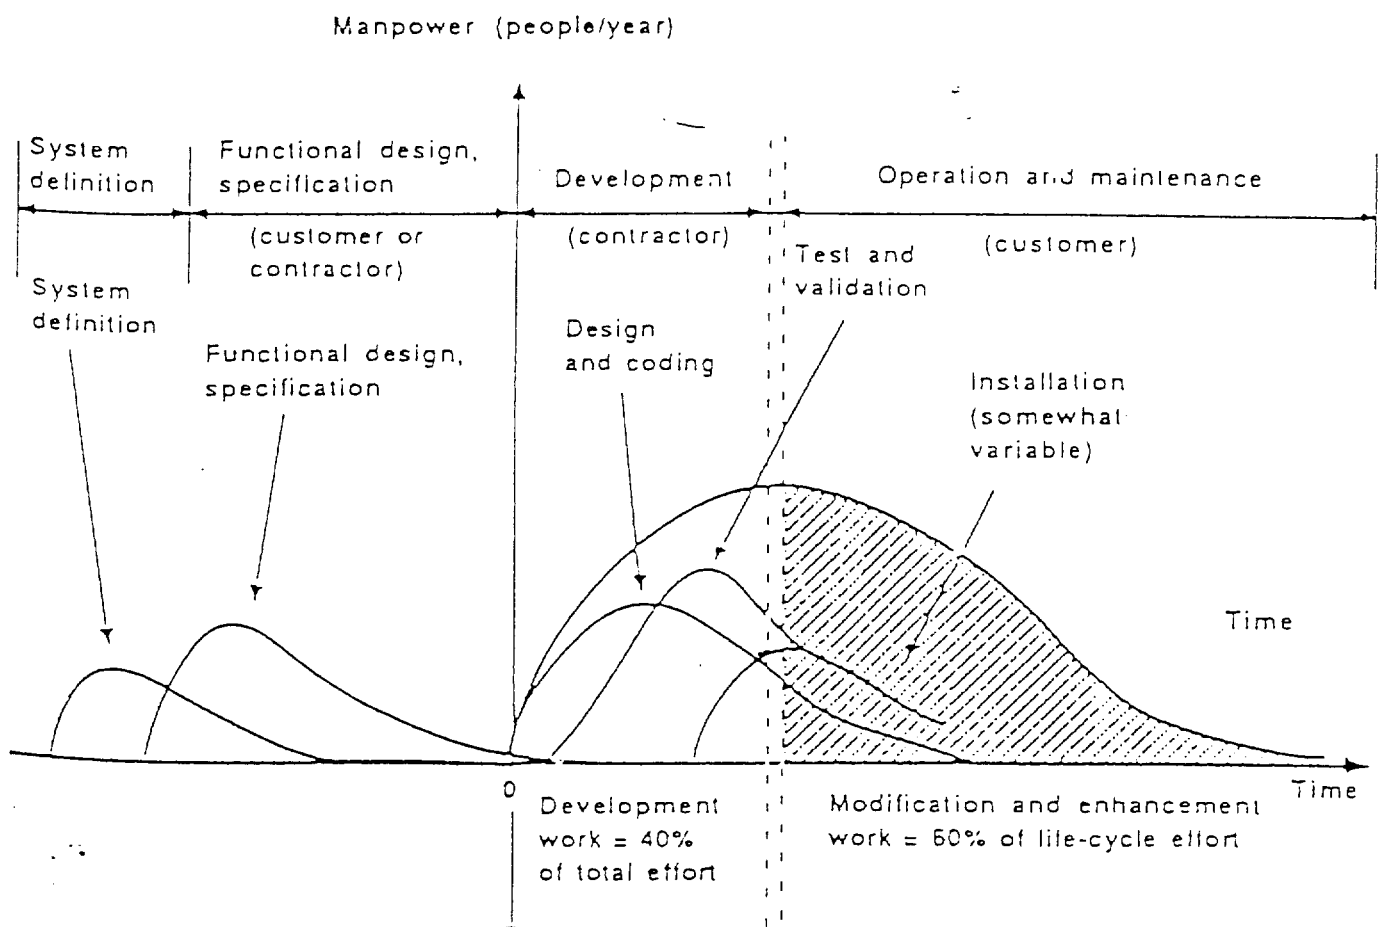 Manpower (people/year)
System
definition
Functional design,
specification
(customer or
contractor)
Development
(contractor)
Operation and maintenance
(customer)
System
definition
Functional design,
specification
Design
and coding
Test and
validation
Installation
(somewhat
variable)
Time
0
Time
Development
work = 40%
of total effort
Modification and enhancement
work = 60% of life-cycle effort